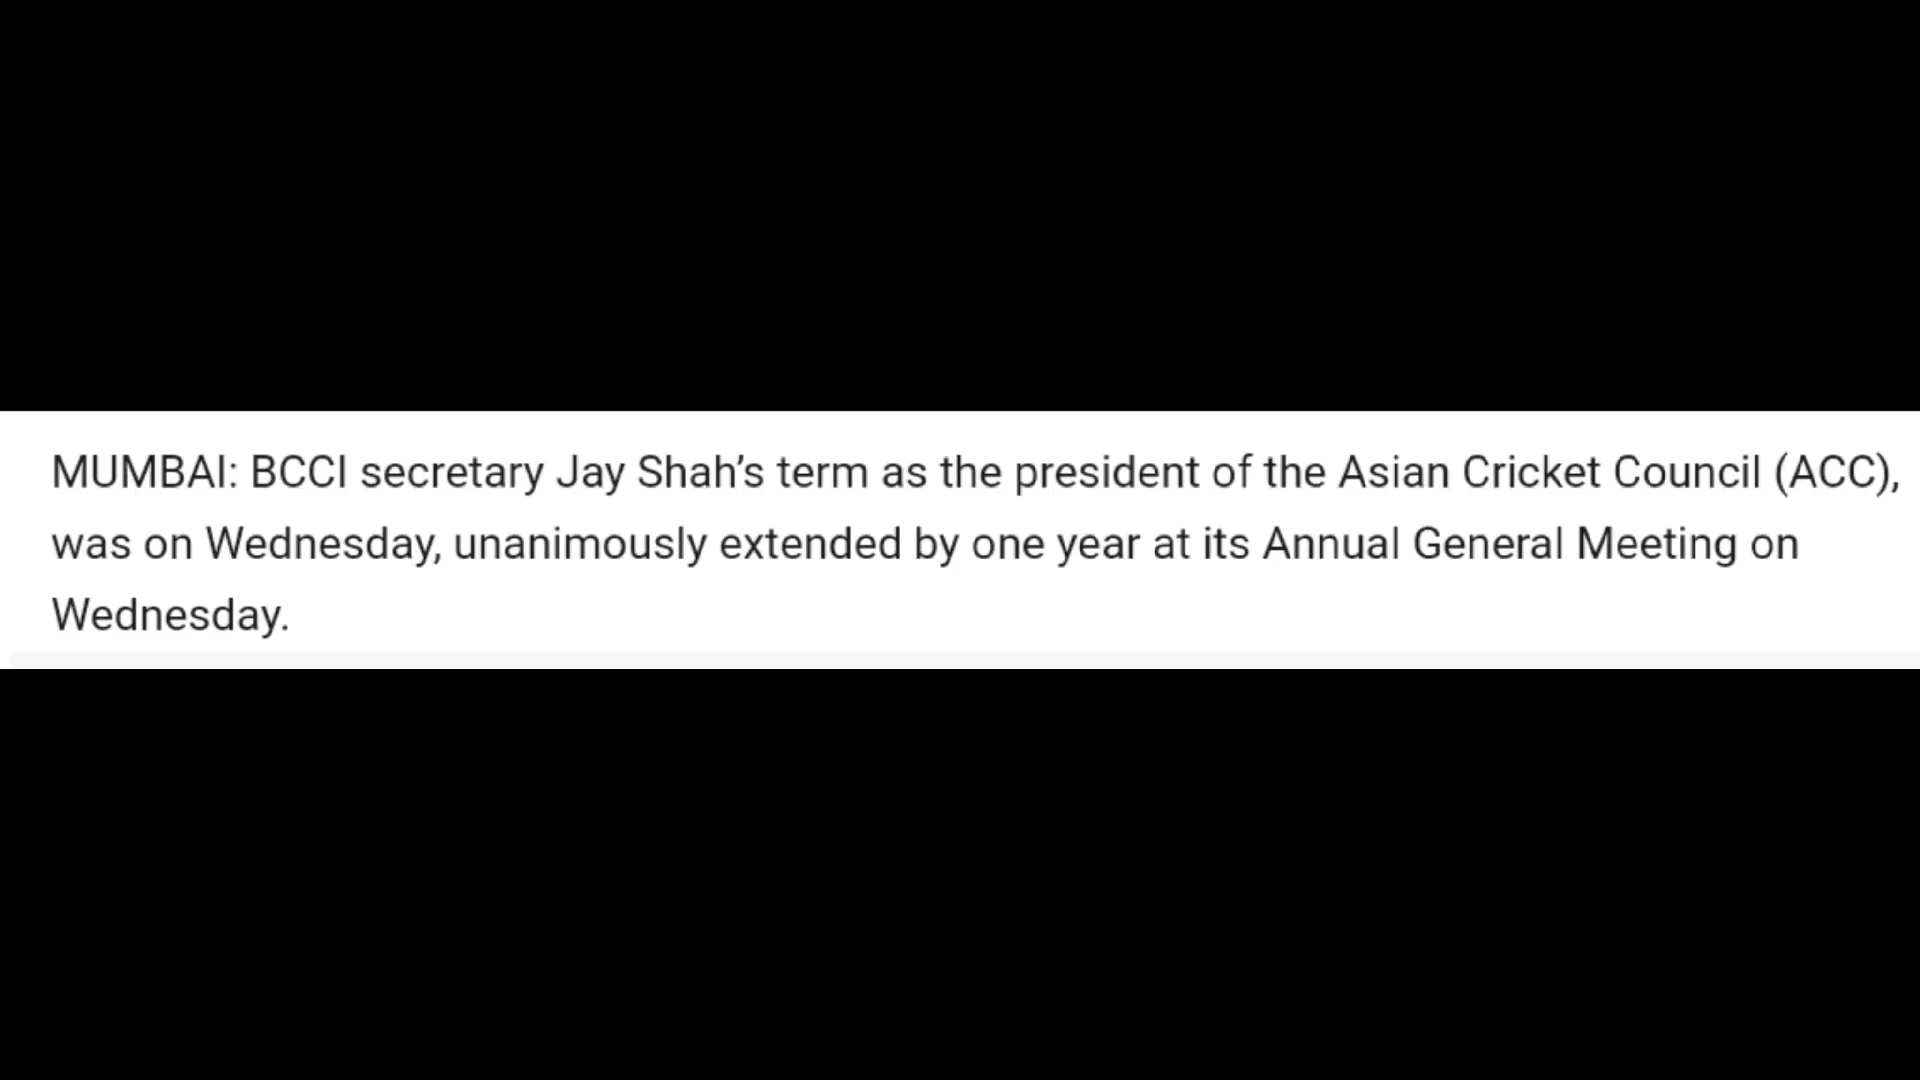 MUMBAI: BCCI secretary Jay Shah’s term as the president of the Asian Cricket Council (ACC),
was on Wednesday, unanimously extended by one year at its Annual General Meeting on
Wednesday.